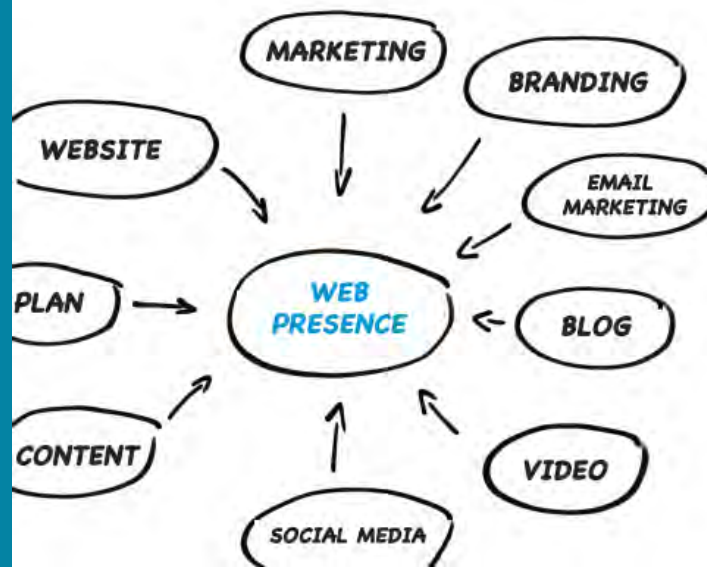 MARKETING
BRANDING
WEBSITE
EMAIL
MARKETING
PLAN
WEB
PRESENCE
BLOG
CONTENT
VIDEO
SOCIAL MEDIA